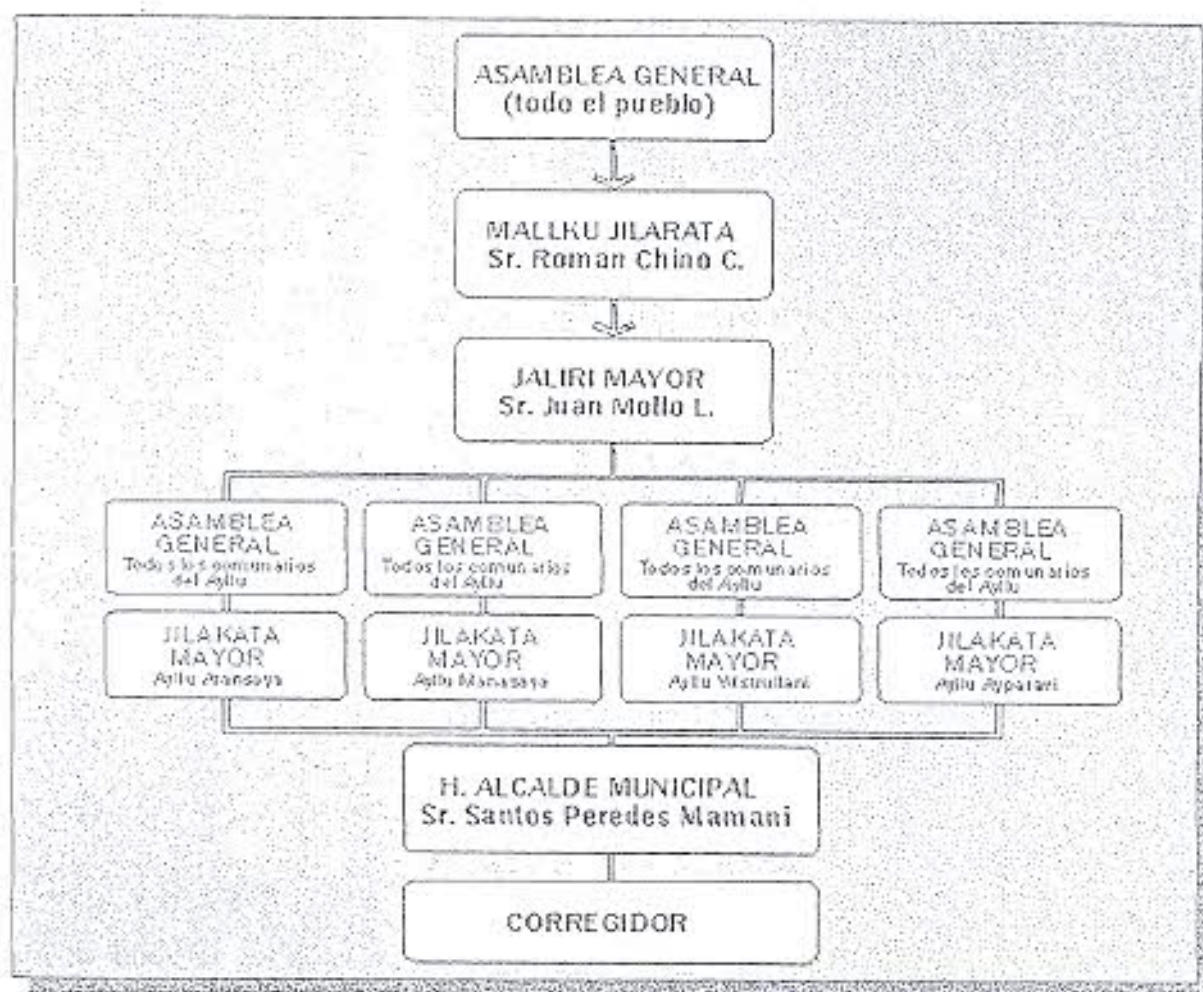 ASAMBLEA GENERAL
(todo el pueblo)
MALLKU JILARATA
Sr. Roman Chino C.
JALIRI MAYOR
Sr. Juan Mollo L.
ASAMBLEA
GENERAL
Todos los comunarios
del Ayllu
ASAMBLEA
GENERAL
Todos los comunarios
del Ayllu
ASAMBLEA
GENERAL
Todos los comunarios
del Ayllu
ASAMBLEA
GENERAL
Todos los comunarios
del Ayllu
JILAKATA
MAYOR
Ayllu Aransaya
JILAKATA
MAYOR
Ayllu Manasaya
JILAKATA
MAYOR
Ayllu
JILAKATA
MAYOR
Ayllu
H. ALCALDE MUNICIPAL
Sr. Santos Peredes Mamani
CORREGIDOR